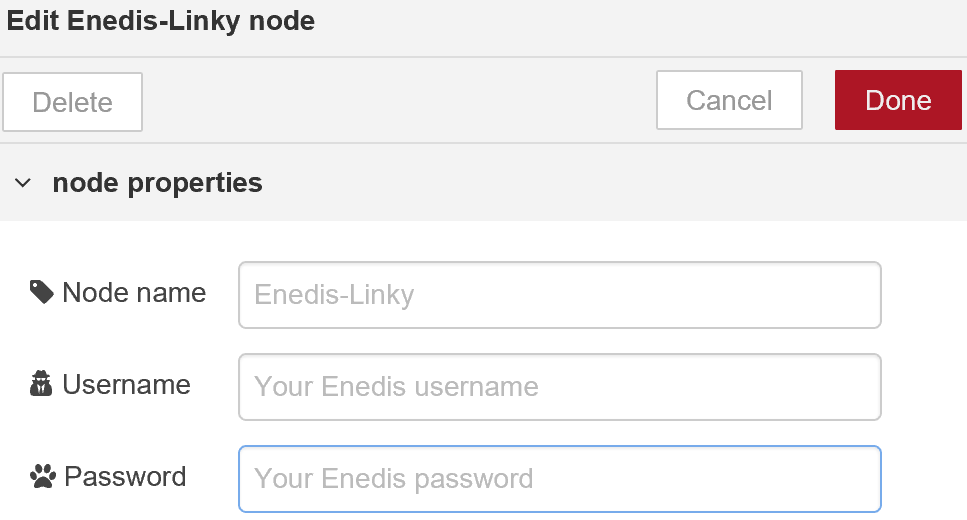 Edit Enedis-Linky node
Delete Cancel Done
node properties
Node name Enedis-Linky
Username Your Enedis username
Password Your Enedis password